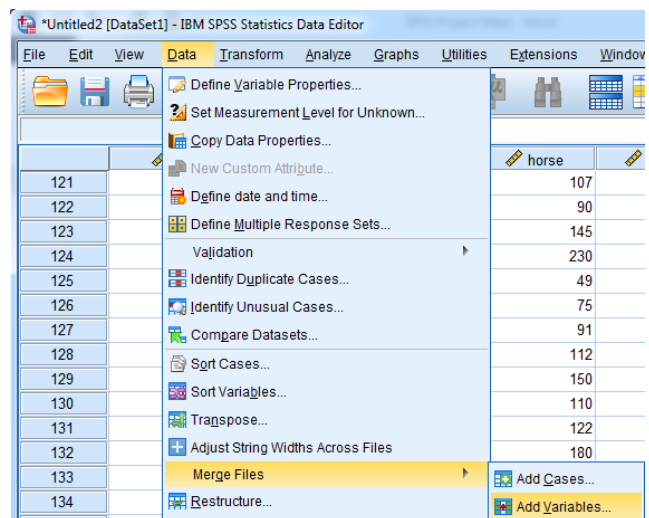 *Untitled2 [DataSet1] - IBM SPSS Statistics Data Editor
File Edit View Data Transform Analyze Graphs Utilities Extensions Window
Define Variable Properties...
Set Measurement Level for Unknown...
Copy Data Properties...
New Custom Attribute...
Define date and time...
Define Multiple Response Sets...
Validation
Identify Duplicate Cases...
Identify Unusual Cases...
Compare Datasets...
Sort Cases...
Sort Variables...
Transpose...
Adjust String Widths Across Files
Merge Files
Restructure...
Add Cases...
Add Variables...
horse
121 107
122 90
123 145
124 230
125 49
126 75
127 91
128 112
129 150
130 110
131 122
132 180
133
134